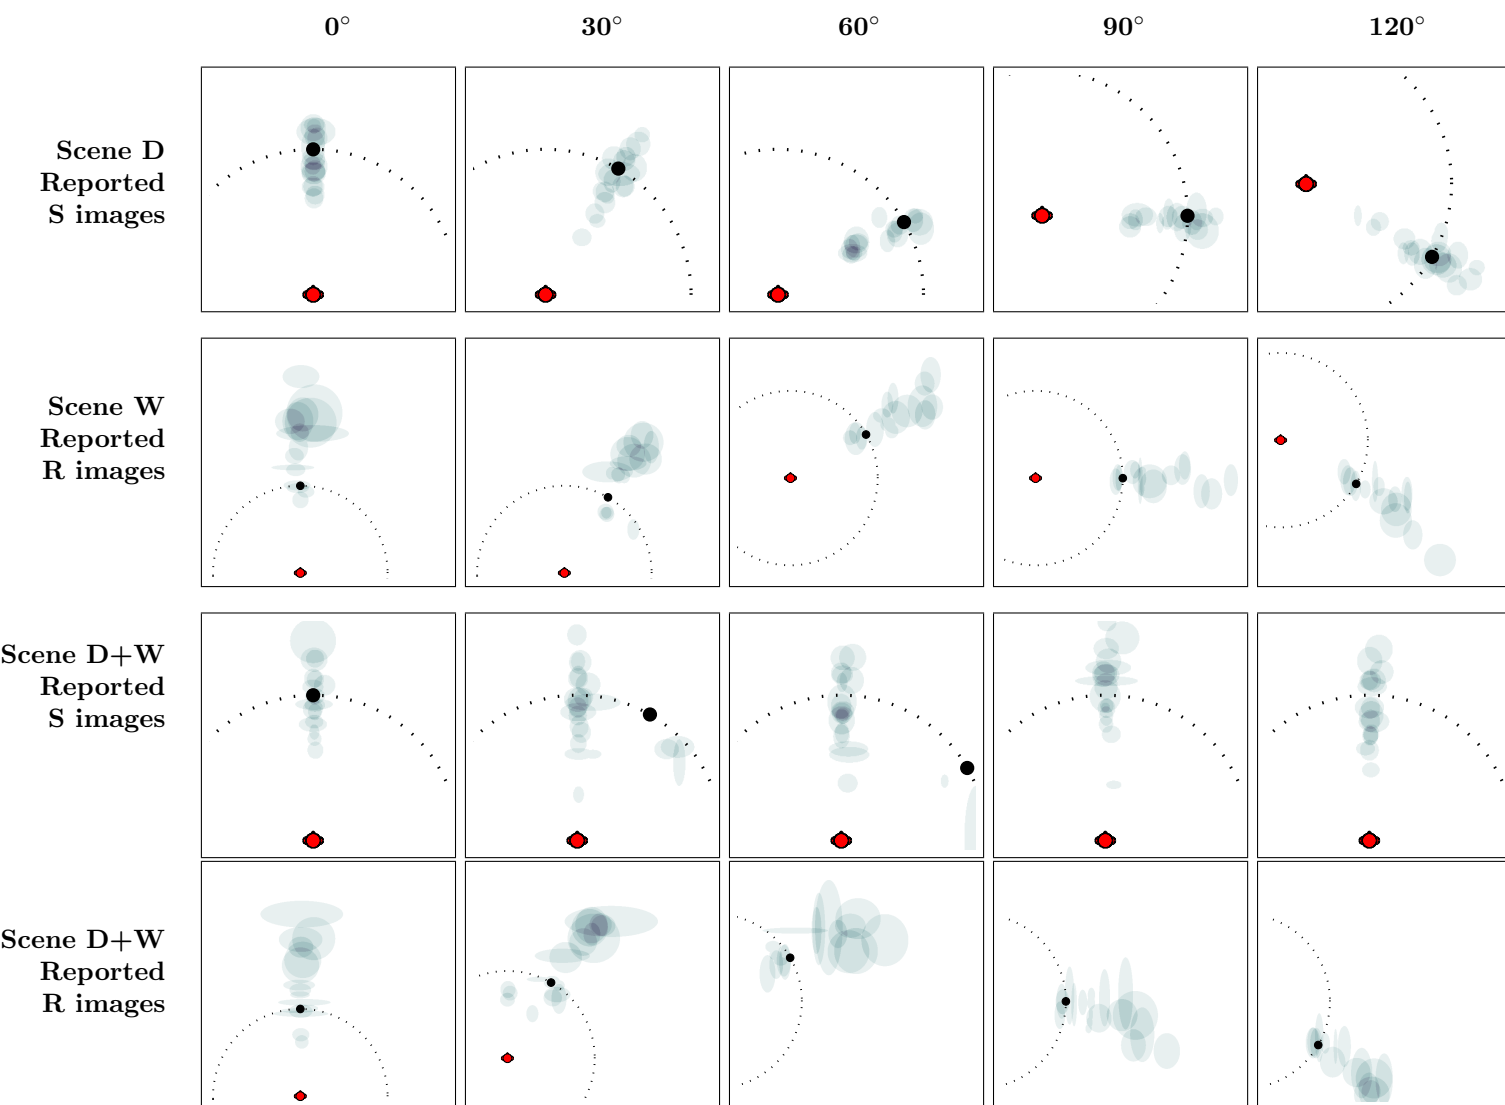 0° 30° 60° 90° 120°
Scene D
Reported
S images
Scene W
Reported
R images
Scene D+W
Reported
S images
Scene D+W
Reported
R images